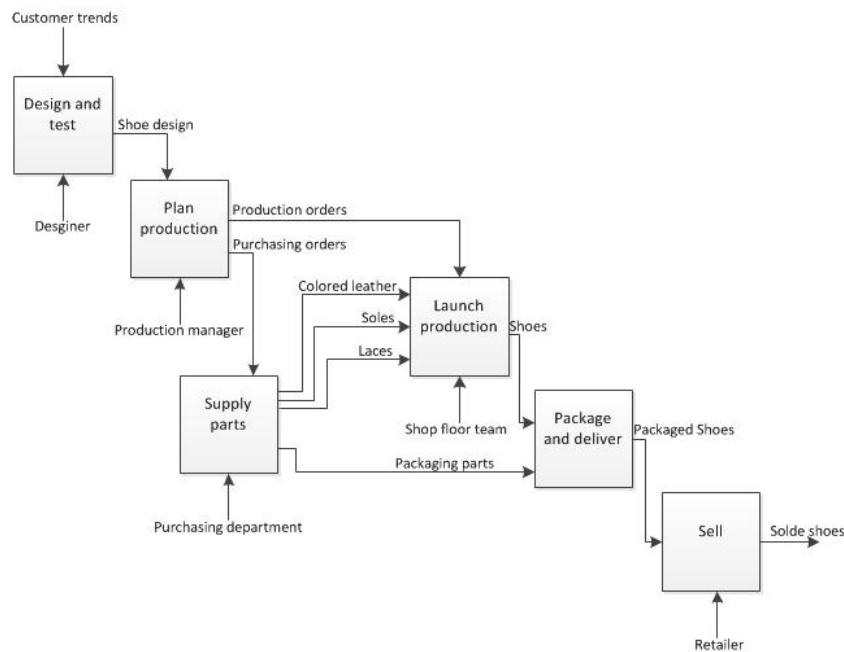 Customer trends
Design and
test
Shoe design
Desginer
Plan
production
Production orders
Purchasing orders
Production manager
Colored leather
Soles
Laces
Launch
production
Shoes
Supply
parts
Shop floor team
Packaging parts
Purchasing department
Package
and deliver
Packaged Shoes
Sell
Solde shoes
Retailer